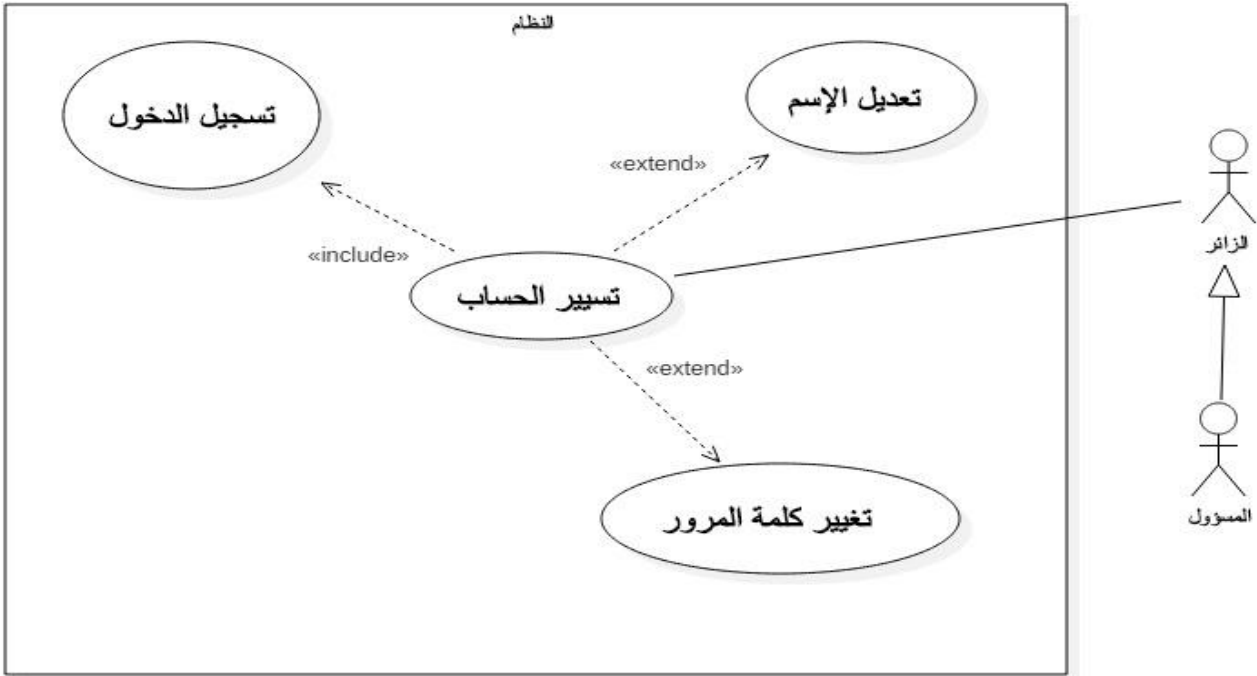 النظام
تعديل الإسم
تسجيل الدخول
«extend»
«include»
تسيير الحساب
الزائر
«extend»
تغيير كلمة المرور
المسؤول